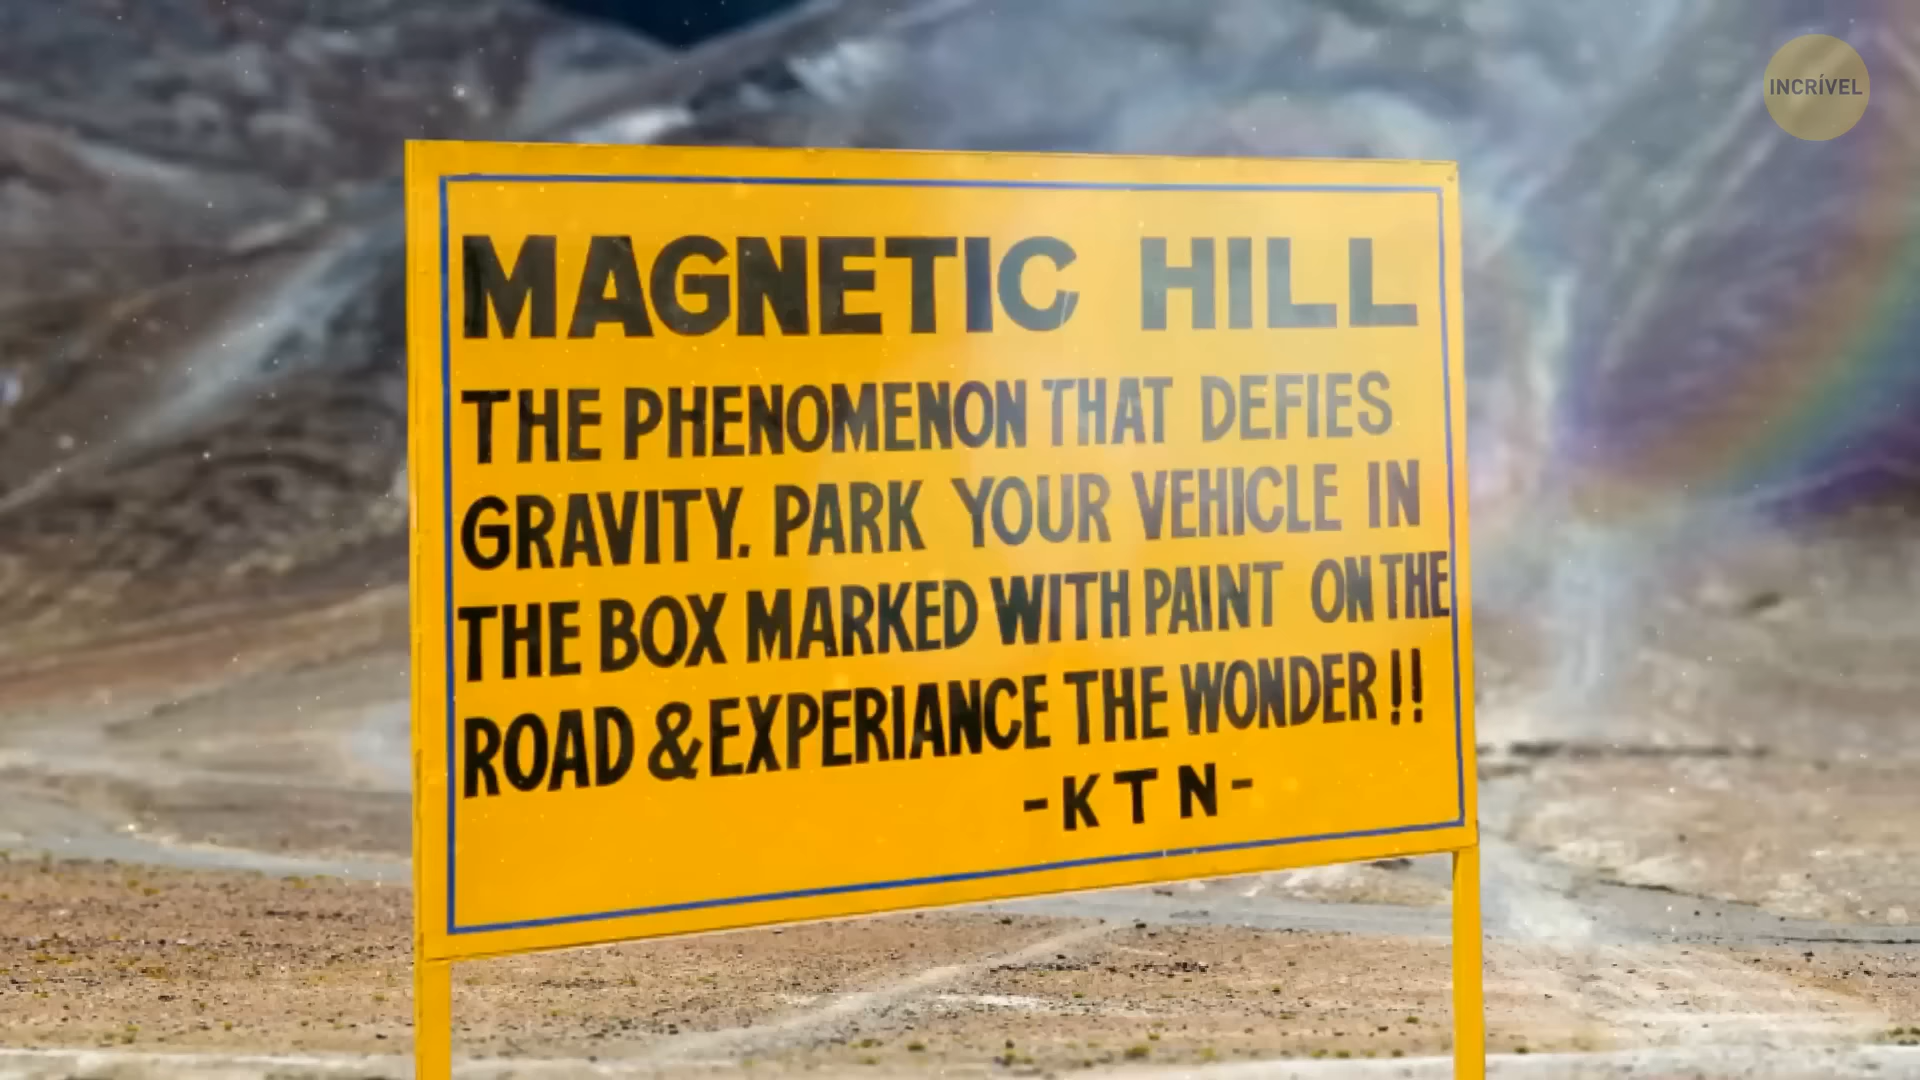 INCRÍVEL
MAGNETIC HILL
THE PHENOMENON THAT DEFIES
GRAVITY. PARK YOUR VEHICLE IN
THE BOX MARKED WITH PAINT ON THE
ROAD & EXPERIANCE THE WONDER !!
- K T N -